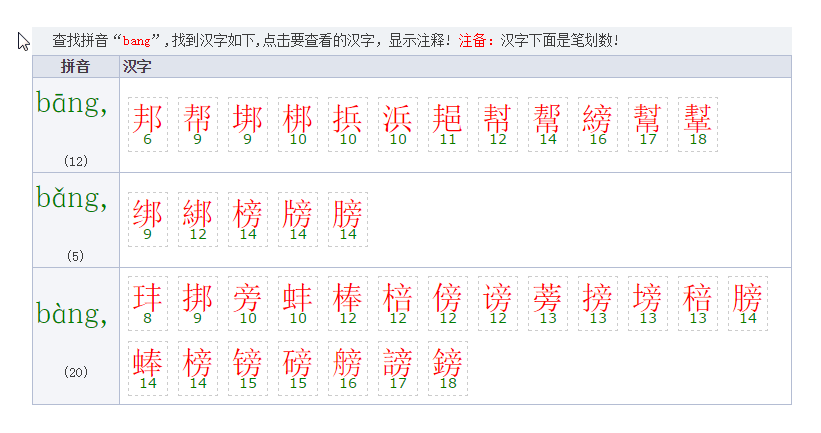 查找拼音“bang”,找到汉字如下,点击要查看的汉字，显示注释！注备：汉字下面是笔划数！
拼音 汉字
bāng,
(12)
邦 帮 垹 梆 捠 浜 浥 幇 幚 縍 幫 鞤
6 9 9 10 10 10 11 12 14 16 17 18
bǎng,
(5)
绑 綁 榜 牓 膀
9 12 14 14 14
bàng,
(20)
玤 挷 旁 蚌 棒 棓 傍 谤 蒡 搒 塝 稖 膀
8 9 10 10 12 12 12 12 13 13 13 13 14
蜯 榜 镑 磅 艕 謗 鎊
14 14 15 15 16 17 18